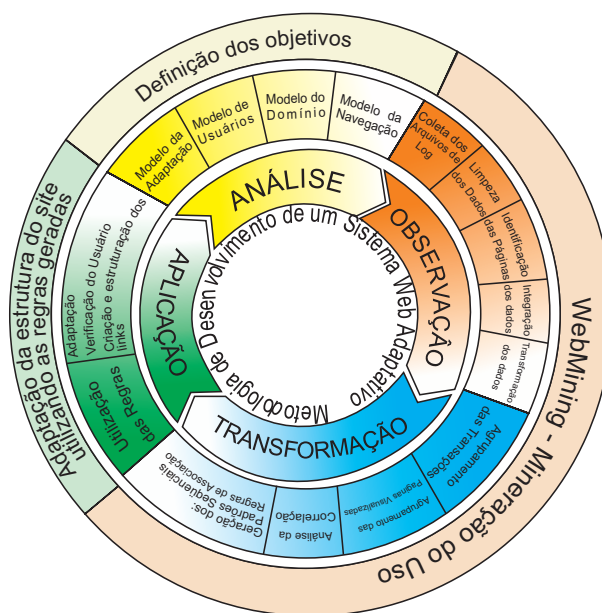 Definição dos objetivos
WebMining - Mineração do Uso
Adaptação da estrutura do site
utilizando as regras geradas
Modelo da
Adaptação
Modelo de
Usuários
Modelo do
Domínio
Modelo da
Navegação
Coleta dos
Arquivos de
Log
Limpeza
dos Dados
Identificação
das Páginas
Integração
dos dados
Transformação
dos dados
Agrupamento
das Transações
Agrupamento das
Páginas Visualizadas
Análise da
Correlação
Geração dos:
Padrões Seqüenciais
Regras de Associação
Utilização
das Regras
Adaptação
Verificação do Usuário
Criação e estruturação dos
links
ANÁLISE
OBSERVAÇÃO
TRANSFORMAÇÃO
APLICAÇÃO
Metodologia de Desenvolvimento de um Sistema Web Adaptativo